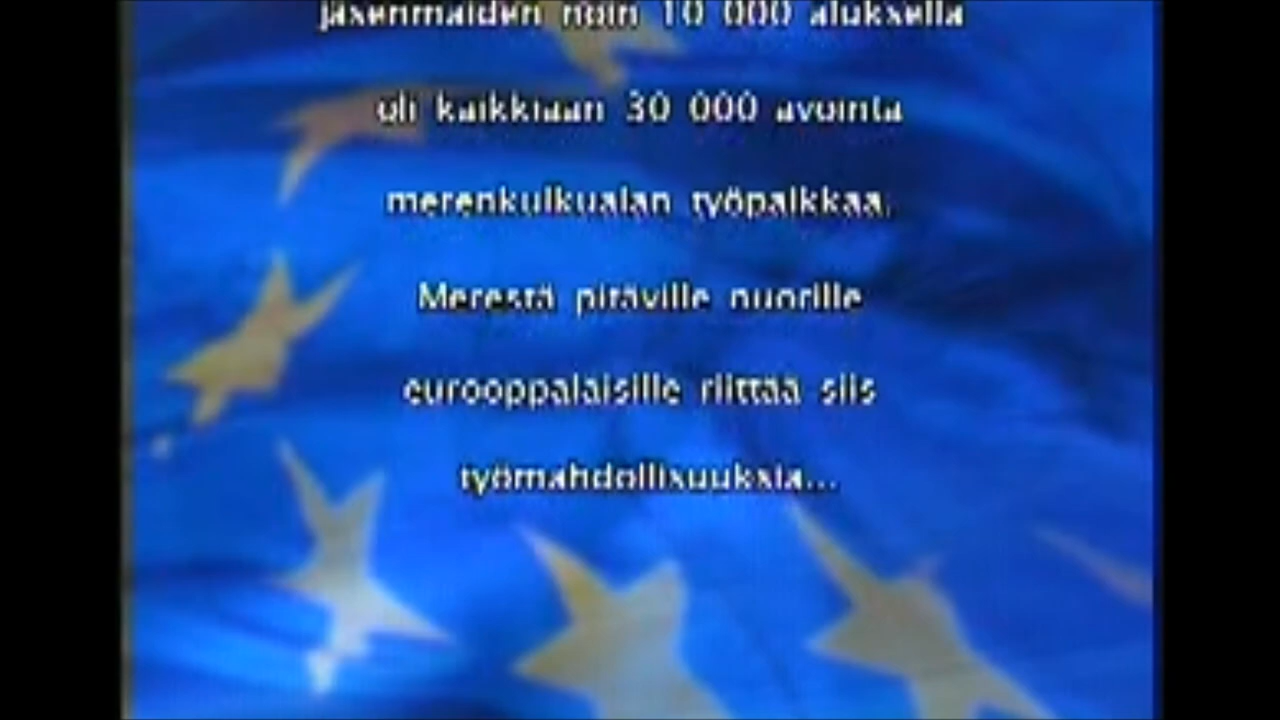 jäsenmaiden noin 10 000 aluksella
oli kaikkiaan 30 000 avointa
merenkulkualan työpaikkaa.
Merestä pitäville nuorille
eurooppalaisille riittää siis
työmahdollisuuksia...